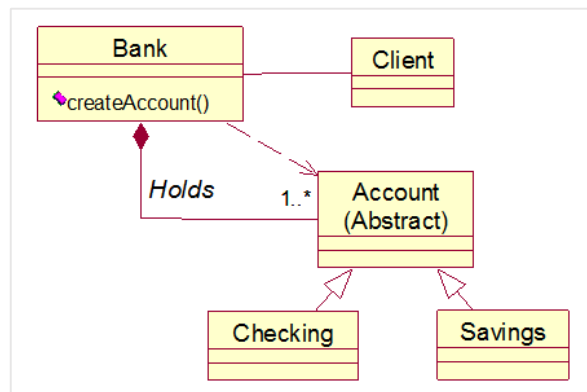 Bank
Client
createAccount()
Holds
1..*
Account
(Abstract)
Checking
Savings